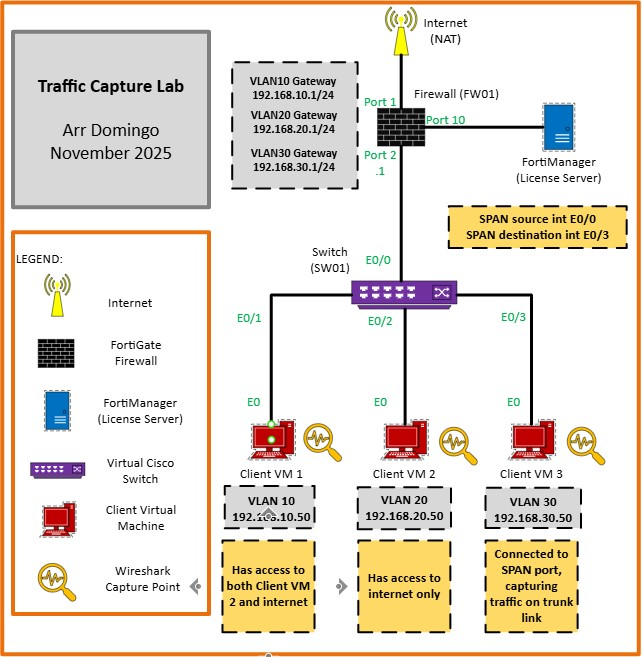 Traffic Capture Lab
Arr Domingo
November 2025
Internet
(NAT)
VLAN10 Gateway
192.168.10.1/24
VLAN20 Gateway
192.168.20.1/24
VLAN30 Gateway
192.168.30.1/24
Port 1
Firewall (FW01)
Port 10
Port 2
.1
FortiManager
(License Server)
SPAN source int E0/0
SPAN destination int E0/3
Switch
(SW01)
E0/0
E0/1
E0/2
E0/3
E0
E0
E0
Client VM 1
Client VM 2
Client VM 3
VLAN 10
192.168.10.50
VLAN 20
192.168.20.50
VLAN 30
192.168.30.50
Has access to
both Client VM
2 and internet
Has access to
internet only
Connected to
SPAN port,
capturing
traffic on trunk
link
LEGEND:
Internet
FortiGate
Firewall
FortiManager
(License Server)
Virtual Cisco
Switch
Client Virtual
Machine
Wireshark
Capture Point